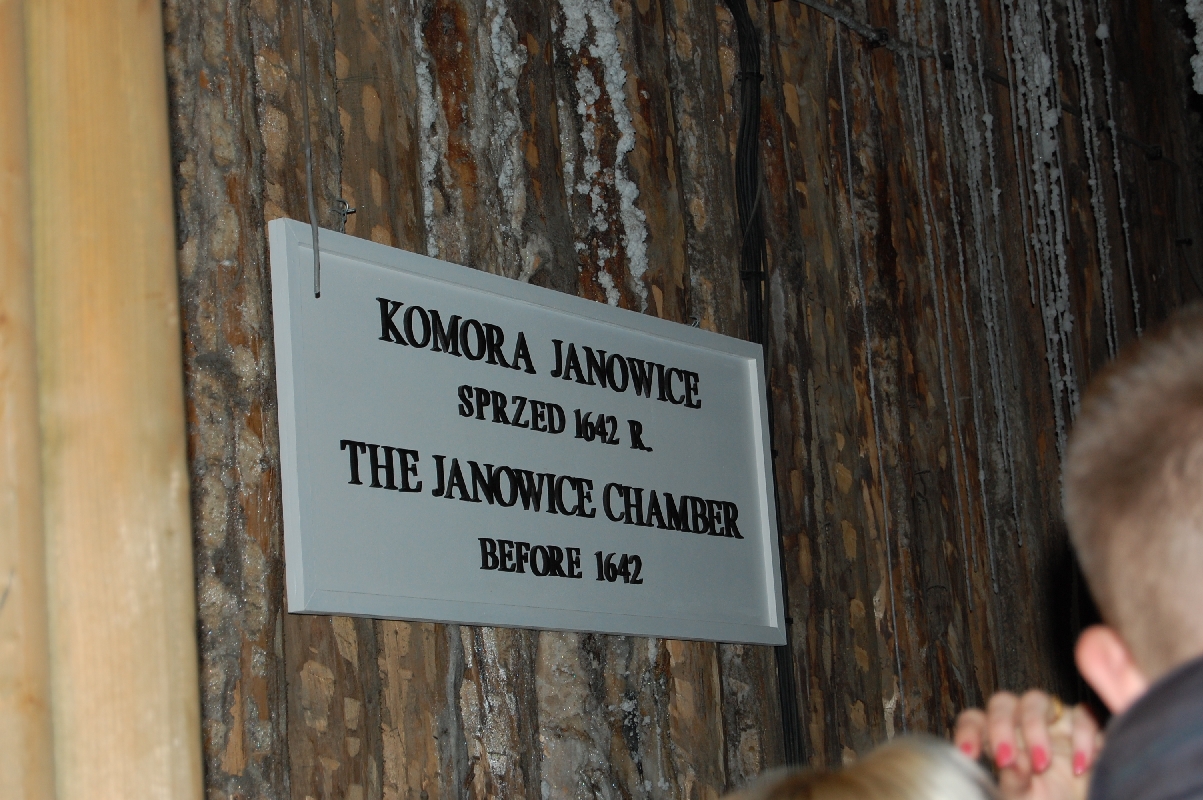 KOMORA JANOWICE
SPRZED 1642 R.
THE JANOWICE CHAMBER
BEFORE 1642